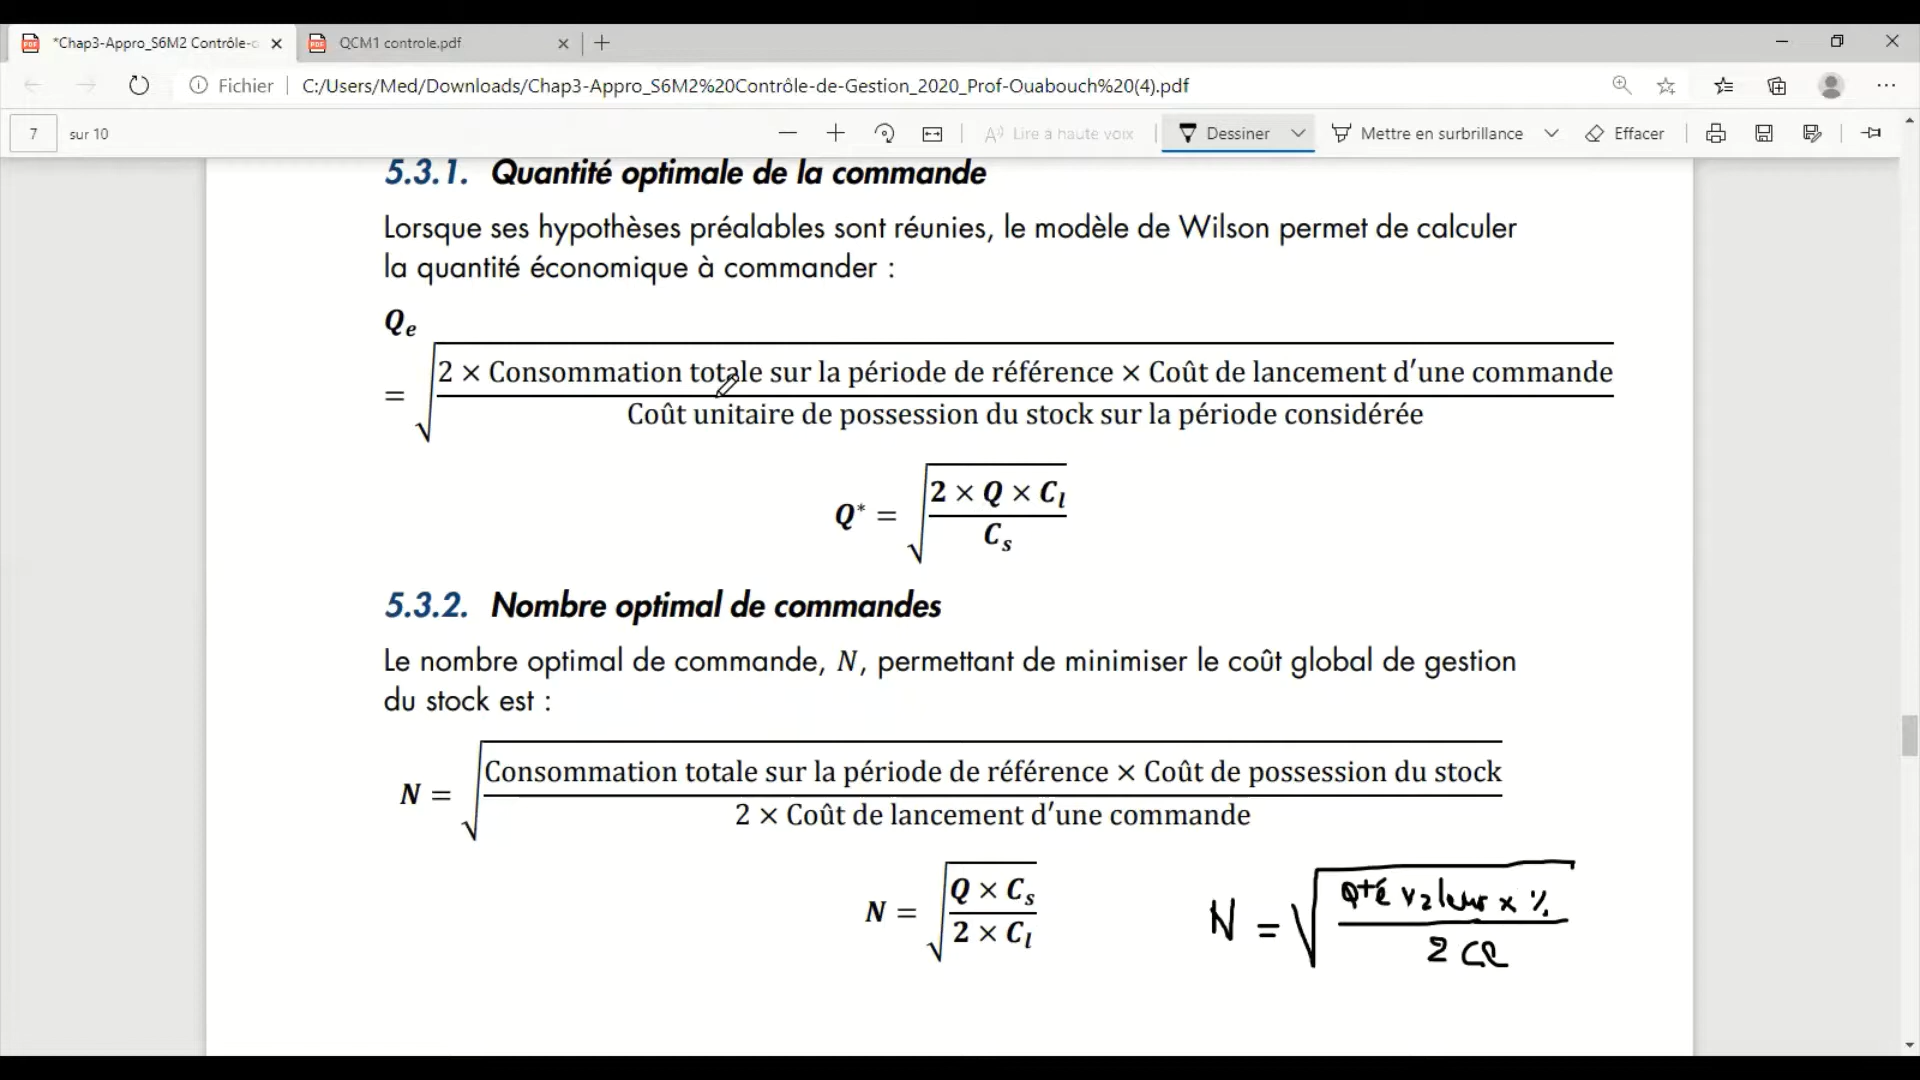 *Chap3-Appro_S6M2 Contrôle-c
QCM1 controle.pdf
Fichier
C:/Users/Med/Downloads/Chap3-Appro_S6M2%20Contrôle-de-Gestion_2020_Prof-Ouabouch%20(4).pdf
7 sur 10
Lire à haute voix
Dessiner
Mettre en surbrillance
Effacer
5.3.1. Quantité optimale de la commande
Lorsque ses hypothèses préalables sont réunies, le modèle de Wilson permet de calculer
la quantité économique à commander :
Qe
= √(2 × Consommation totale sur la période de référence × Coût de lancement d′une commande
Coût unitaire de possession du stock sur la période considérée)
Q* = √(2 × Q × Cl
Cs)
5.3.2. Nombre optimal de commandes
Le nombre optimal de commande, N, permettant de minimiser le coût global de gestion
du stock est :
N = √(Consommation totale sur la période de référence × Coût de possession du stock
2 × Coût de lancement d′une commande)
N = √(Q × Cs
2 × Cl)
N = √(Qté valeur x %
2 Cl)